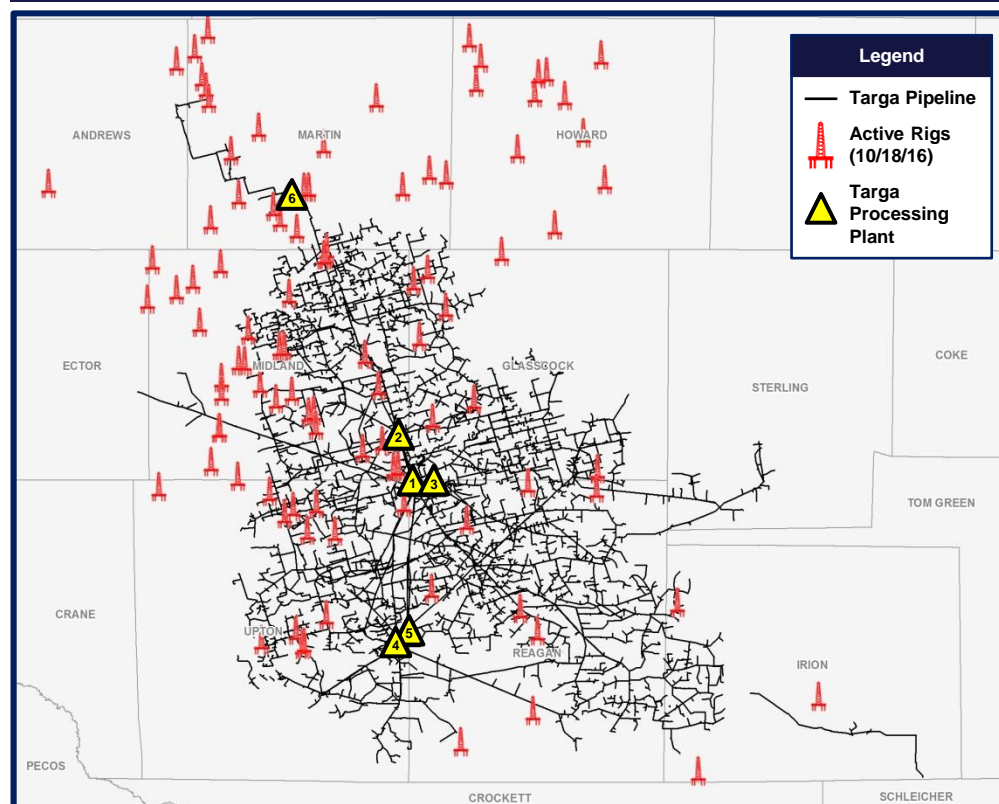 Legend
Targa Pipeline
Active Rigs
(10/18/16)
Targa
Processing
Plant
ANDREWS
MARTIN
HOWARD
6
ECTOR
MIDLAND
GLASSCOCK
STERLING
COKE
2
1
3
TOM GREEN
CRANE
UPTON
5
4
REAGAN
IRION
PECOS
CROCKETT
SCHLEICHER